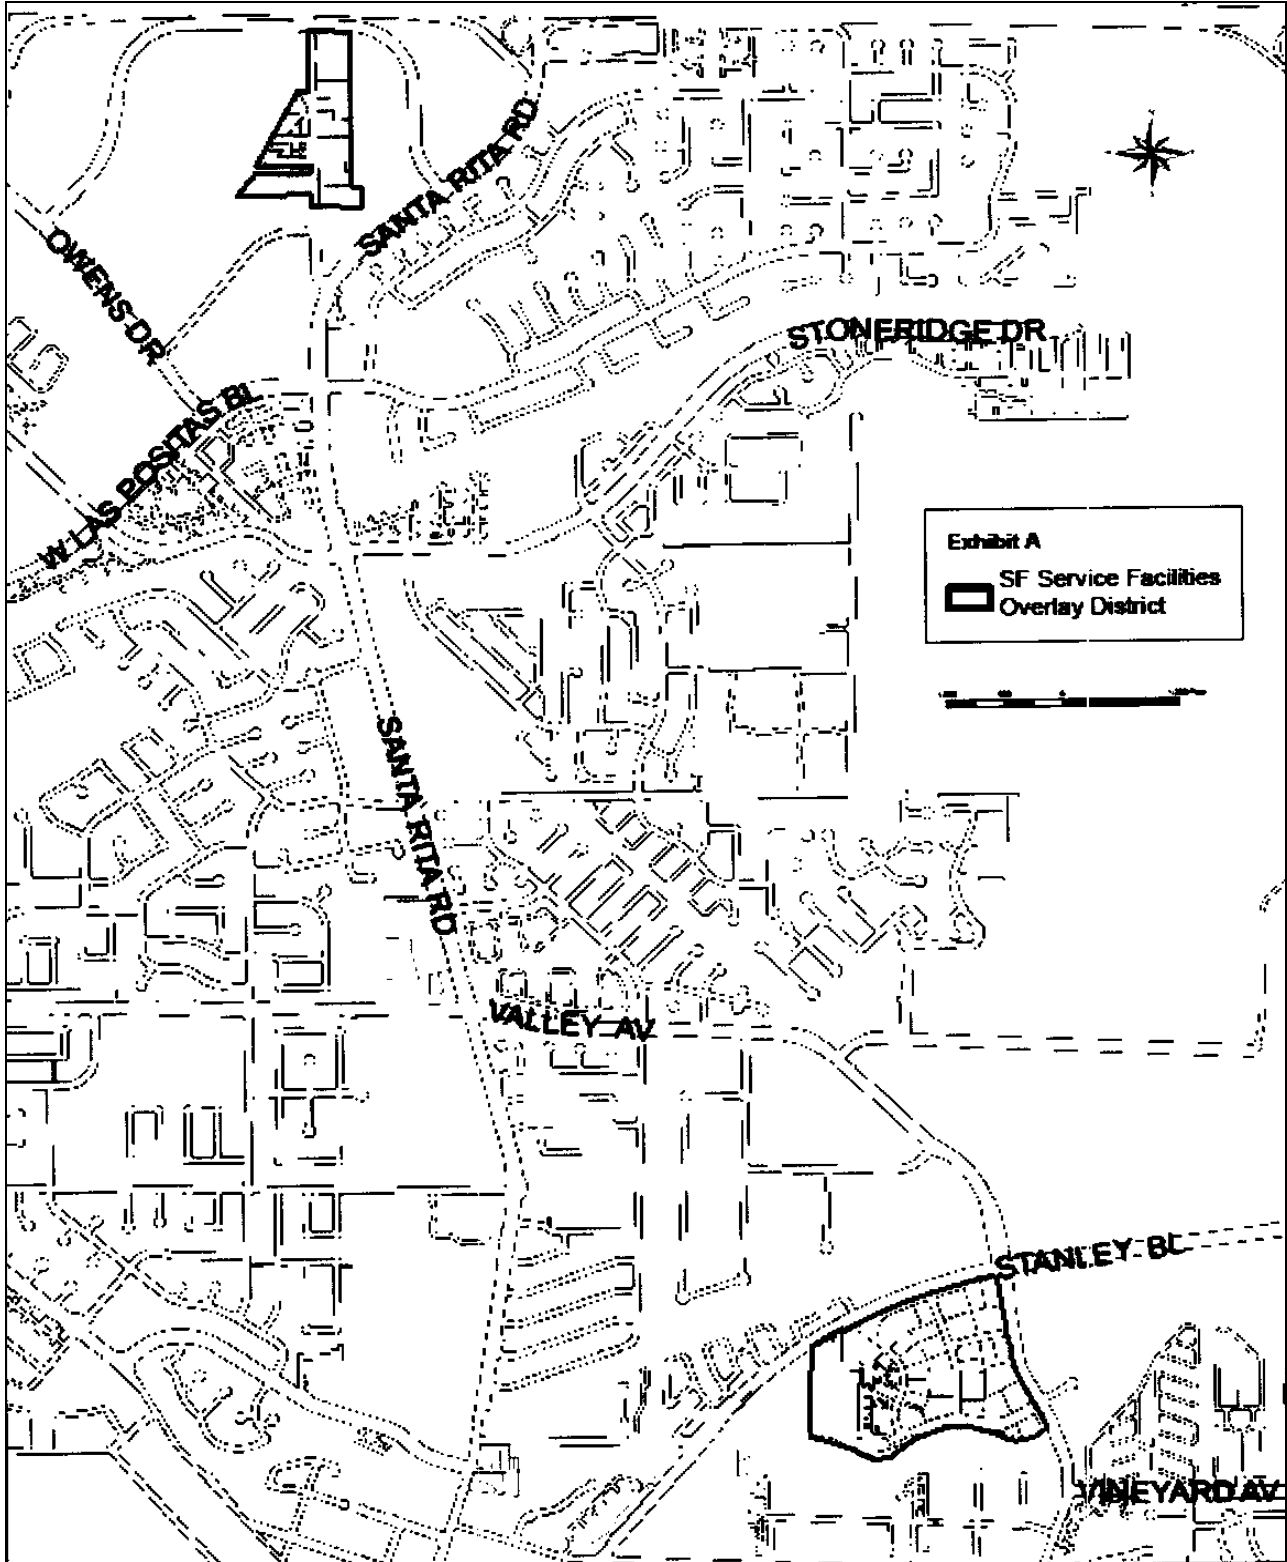 SANTA RITA RD
OWENS DR
STONERIDGE DR
W LAS POSITAS BL
Exhibit A
SF Service Facilities
Overlay District
SANTA RITA RD
VALLEY AV
STANLEY BL
VINEYARD AV